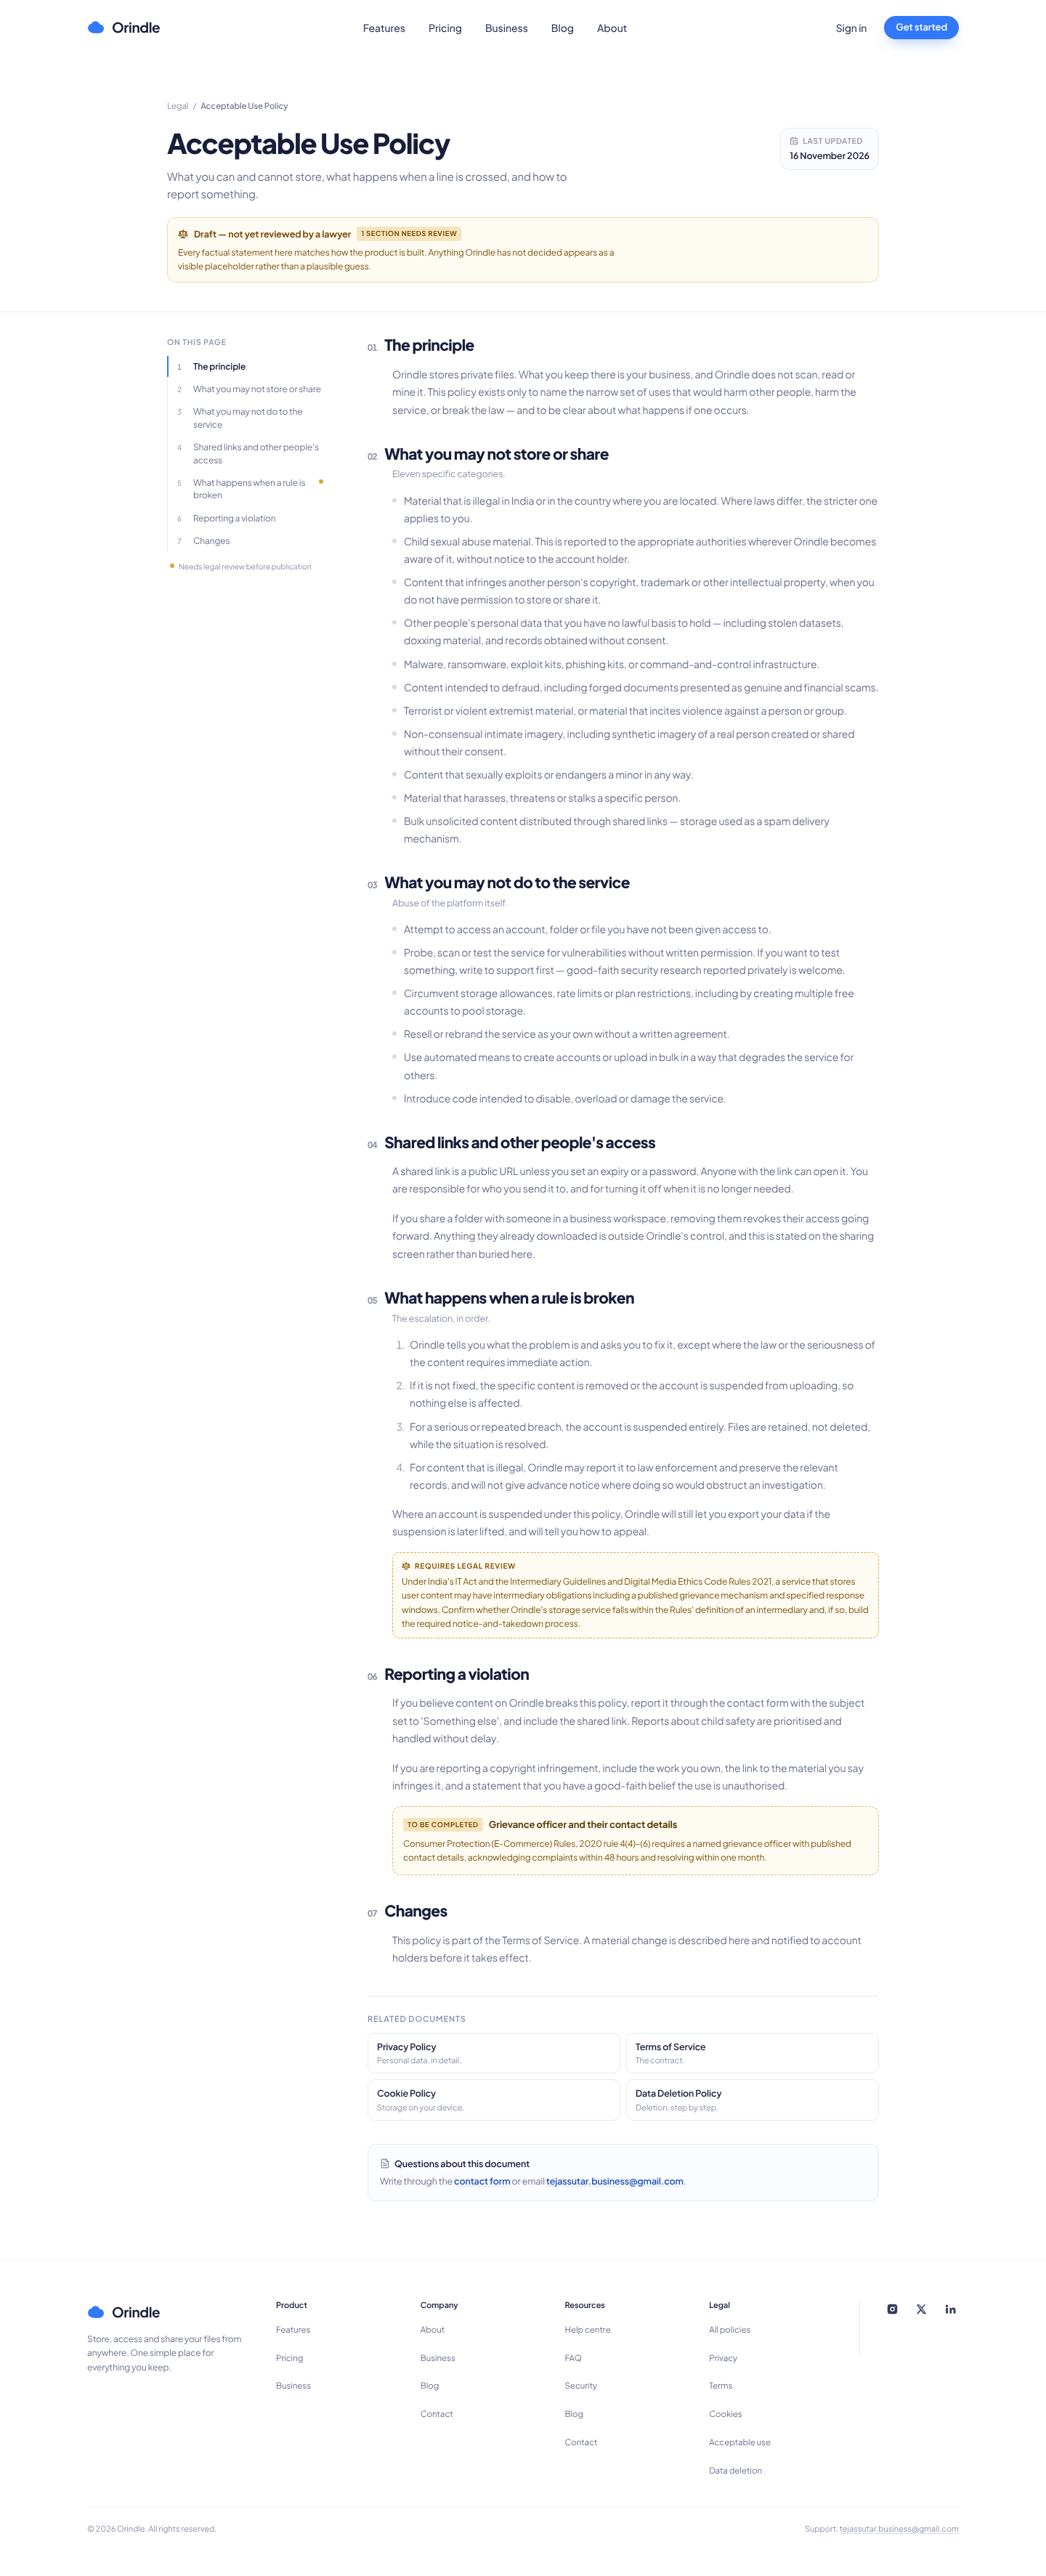 Orindle
Features Pricing Business Blog About
Sign in Get started
Legal / Acceptable Use Policy
Acceptable Use Policy
LAST UPDATED
16 November 2026
What you can and cannot store, what happens when a line is crossed, and how to
report something.
Draft — not yet reviewed by a lawyer 1 SECTION NEEDS REVIEW
Every factual statement here matches how the product is built. Anything Orindle has not decided appears as a
visible placeholder rather than a plausible guess.
ON THIS PAGE
1 The principle
2 What you may not store or share
3 What you may not do to the
service
4 Shared links and other people's
access
5 What happens when a rule is
broken
6 Reporting a violation
7 Changes
Needs legal review before publication
01 The principle
Orindle stores private files. What you keep there is your business, and Orindle does not scan, read or
mine it. This policy exists only to name the narrow set of uses that would harm other people, harm the
service, or break the law — and to be clear about what happens if one occurs.
02 What you may not store or share
Eleven specific categories.
Material that is illegal in India or in the country where you are located. Where laws differ, the stricter one
applies to you.
Child sexual abuse material. This is reported to the appropriate authorities wherever Orindle becomes
aware of it, without notice to the account holder.
Content that infringes another person's copyright, trademark or other intellectual property, when you
do not have permission to store or share it.
Other people's personal data that you have no lawful basis to hold — including stolen datasets,
doxxing material, and records obtained without consent.
Malware, ransomware, exploit kits, phishing kits, or command-and-control infrastructure.
Content intended to defraud, including forged documents presented as genuine and financial scams.
Terrorist or violent extremist material, or material that incites violence against a person or group.
Non-consensual intimate imagery, including synthetic imagery of a real person created or shared
without their consent.
Content that sexually exploits or endangers a minor in any way.
Material that harasses, threatens or stalks a specific person.
Bulk unsolicited content distributed through shared links — storage used as a spam delivery
mechanism.
03 What you may not do to the service
Abuse of the platform itself.
Attempt to access an account, folder or file you have not been given access to.
Probe, scan or test the service for vulnerabilities without written permission. If you want to test
something, write to support first — good-faith security research reported privately is welcome.
Circumvent storage allowances, rate limits or plan restrictions, including by creating multiple free
accounts to pool storage.
Resell or rebrand the service as your own without a written agreement.
Use automated means to create accounts or upload in bulk in a way that degrades the service for
others.
Introduce code intended to disable, overload or damage the service.
04 Shared links and other people's access
A shared link is a public URL unless you set an expiry or a password. Anyone with the link can open it. You
are responsible for who you send it to, and for turning it off when it is no longer needed.
If you share a folder with someone in a business workspace, removing them revokes their access going
forward. Anything they already downloaded is outside Orindle's control, and this is stated on the sharing
screen rather than buried here.
05 What happens when a rule is broken
The escalation, in order.
1. Orindle tells you what the problem is and asks you to fix it, except where the law or the seriousness of
the content requires immediate action.
2. If it is not fixed, the specific content is removed or the account is suspended from uploading, so
nothing else is affected.
3. For a serious or repeated breach, the account is suspended entirely. Files are retained, not deleted,
while the situation is resolved.
4. For content that is illegal, Orindle may report it to law enforcement and preserve the relevant
records, and will not give advance notice where doing so would obstruct an investigation.
Where an account is suspended under this policy, Orindle will still let you export your data if the
suspension is later lifted, and will tell you how to appeal.
REQUIRES LEGAL REVIEW
Under India's IT Act and the Intermediary Guidelines and Digital Media Ethics Code Rules 2021, a service that stores
user content may have intermediary obligations including a published grievance mechanism and specified response
windows. Confirm whether Orindle's storage service falls within the Rules' definition of an intermediary and, if so, build
the required notice-and-takedown process.
06 Reporting a violation
If you believe content on Orindle breaks this policy, report it through the contact form with the subject
set to 'Something else', and include the shared link. Reports about child safety are prioritised and
handled without delay.
If you are reporting a copyright infringement, include the work you own, the link to the material you say
infringes it, and a statement that you have a good-faith belief the use is unauthorised.
TO BE COMPLETED Grievance officer and their contact details
Consumer Protection (E-Commerce) Rules, 2020 rule 4(4)-(6) requires a named grievance officer with published
contact details, acknowledging complaints within 48 hours and resolving within one month.
07 Changes
This policy is part of the Terms of Service. A material change is described here and notified to account
holders before it takes effect.
RELATED DOCUMENTS
Privacy Policy
Personal data, in detail.
Terms of Service
The contract.
Cookie Policy
Storage on your device.
Data Deletion Policy
Deletion, step by step.
Questions about this document
Write through the contact form or email tejassutar.business@gmail.com.
Orindle
Store, access and share your files from
anywhere. One simple place for
everything you keep.
Product
Features
Pricing
Business
Company
About
Business
Blog
Contact
Resources
Help centre
FAQ
Security
Blog
Contact
Legal
All policies
Privacy
Terms
Cookies
Acceptable use
Data deletion
© 2026 Orindle. All rights reserved.
Support: tejassutar.business@gmail.com